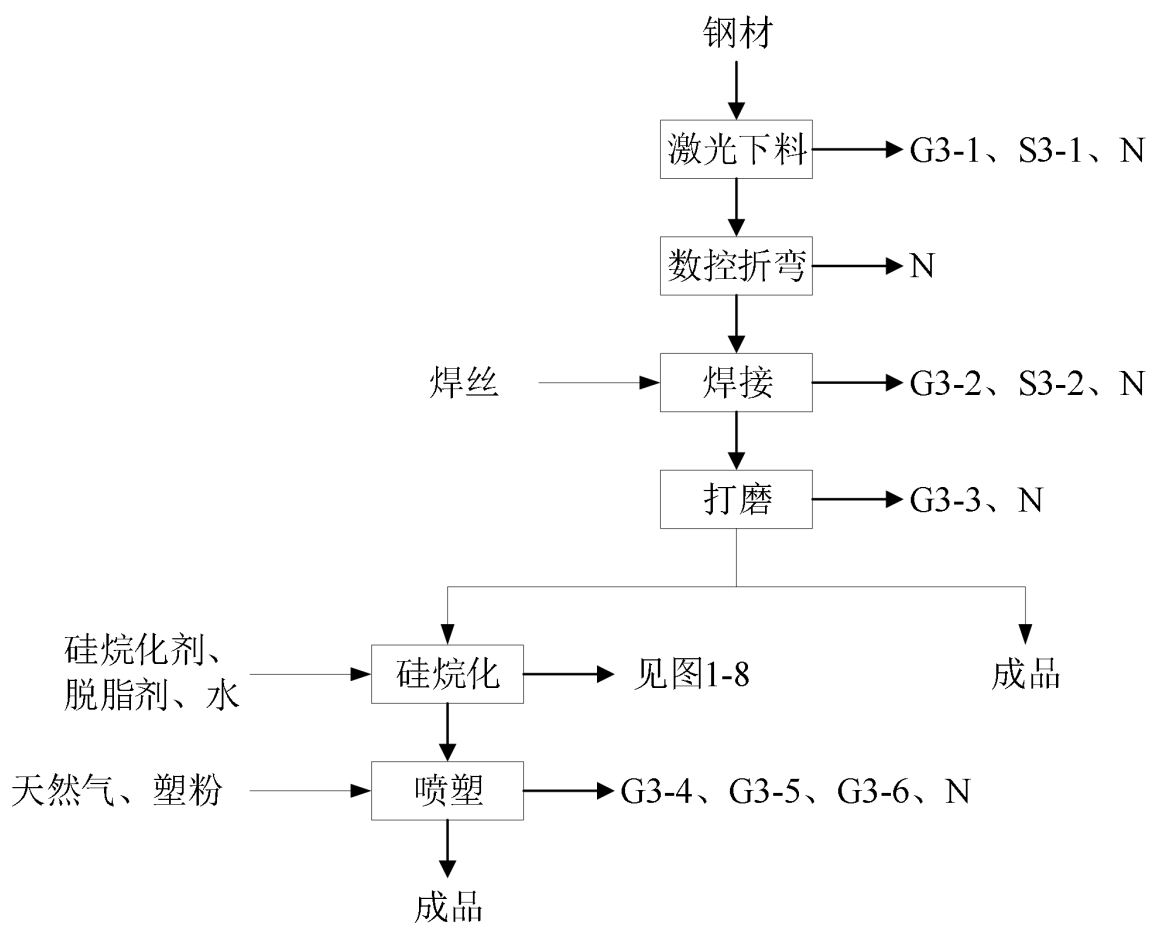 钢材
激光下料
G3-1、S3-1、N
数控折弯
N
焊丝
焊接
G3-2、S3-2、N
打磨
G3-3、N
硅烷化剂、
脱脂剂、水
硅烷化
见图1-8
成品
天然气、塑粉
喷塑
G3-4、G3-5、G3-6、N
成品